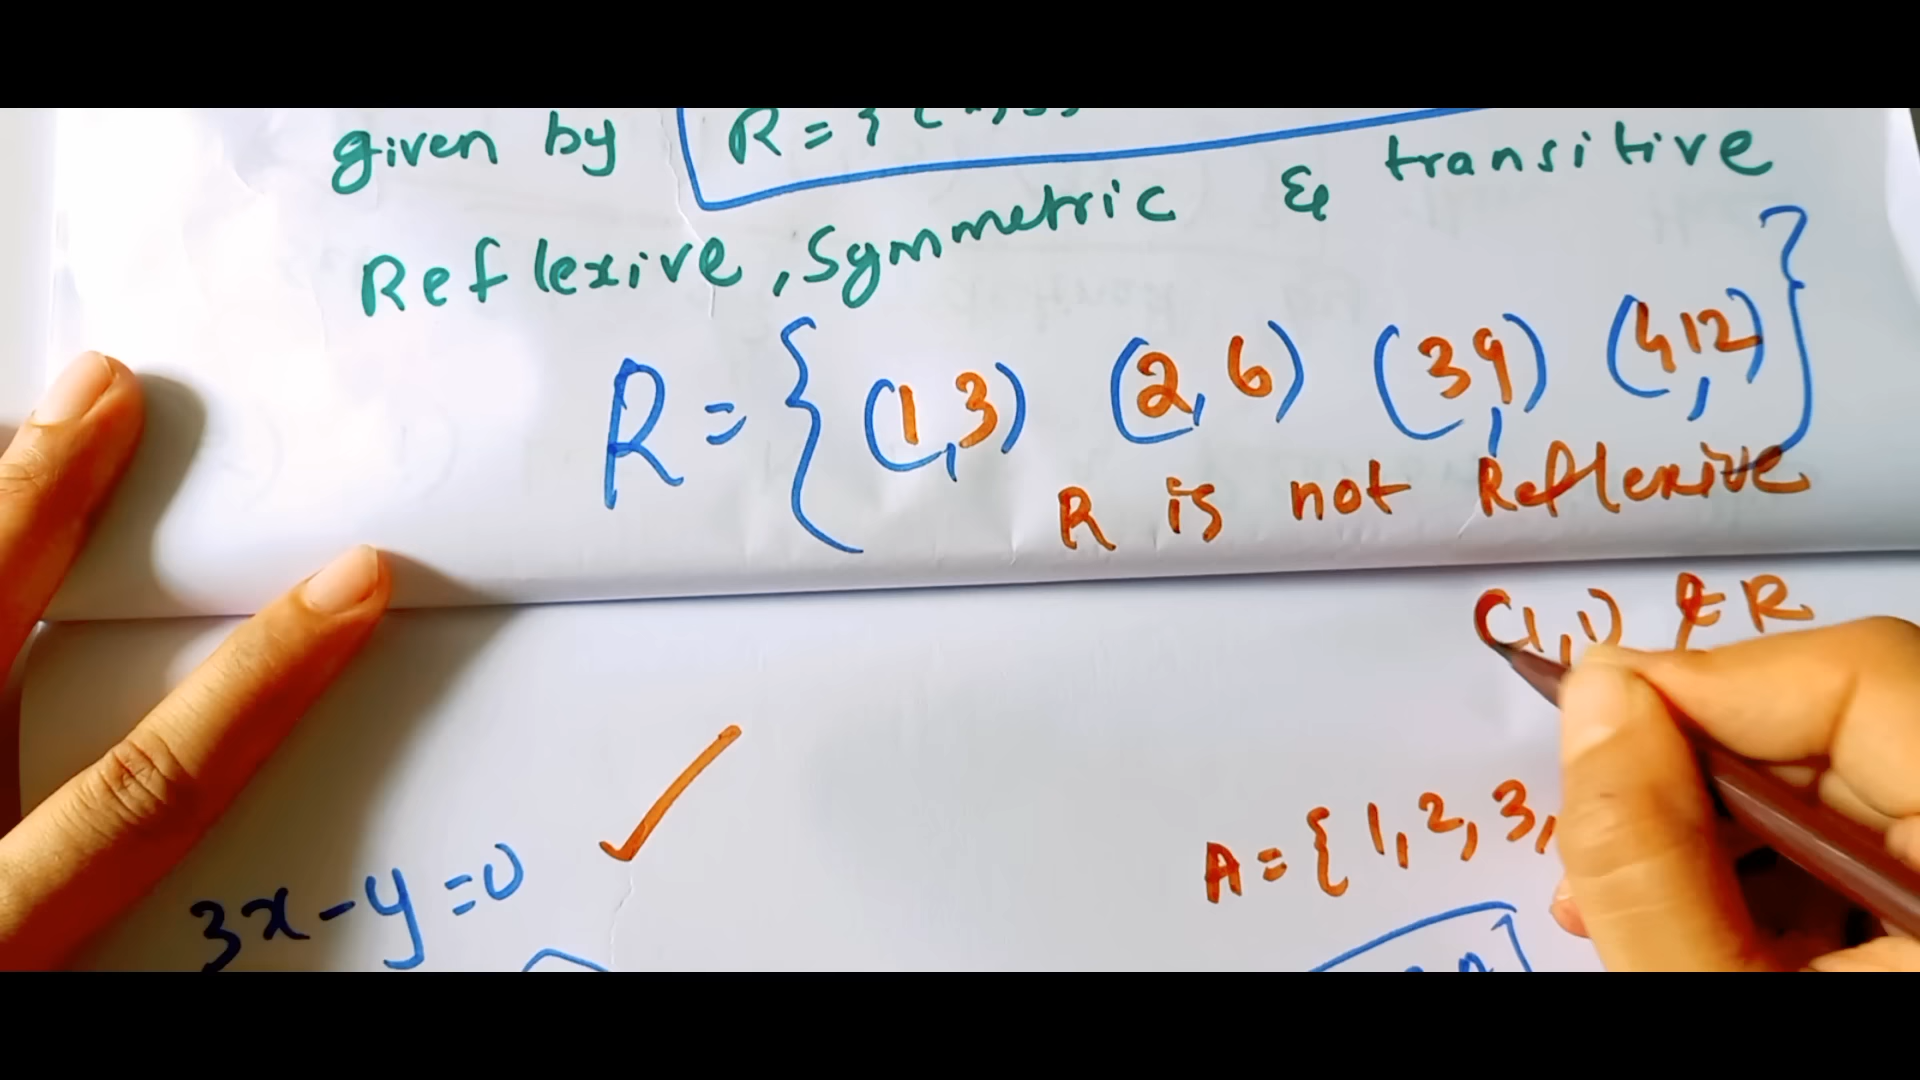 given by R = {(x, y)
Reflexive, Symmetric & transitive
R = { (1,3) (2,6) (3,9) (4,12) }
R is not Reflexive
(1,1) ∉ R
3x-y=0 ✓
A = { 1, 2, 3,